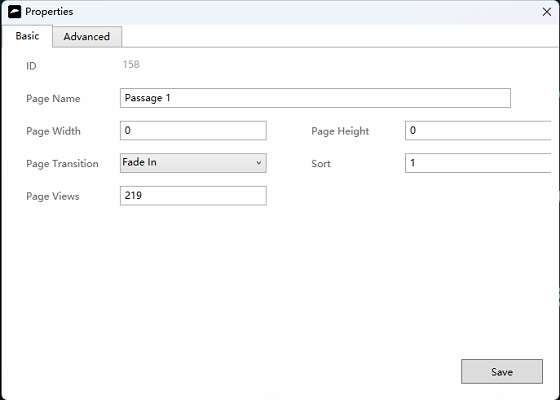 Properties
Basic Advanced
ID 158
Page Name Passage 1
Page Width 0 Page Height 0
Page Transition Fade In Sort 1
Page Views 219
Save